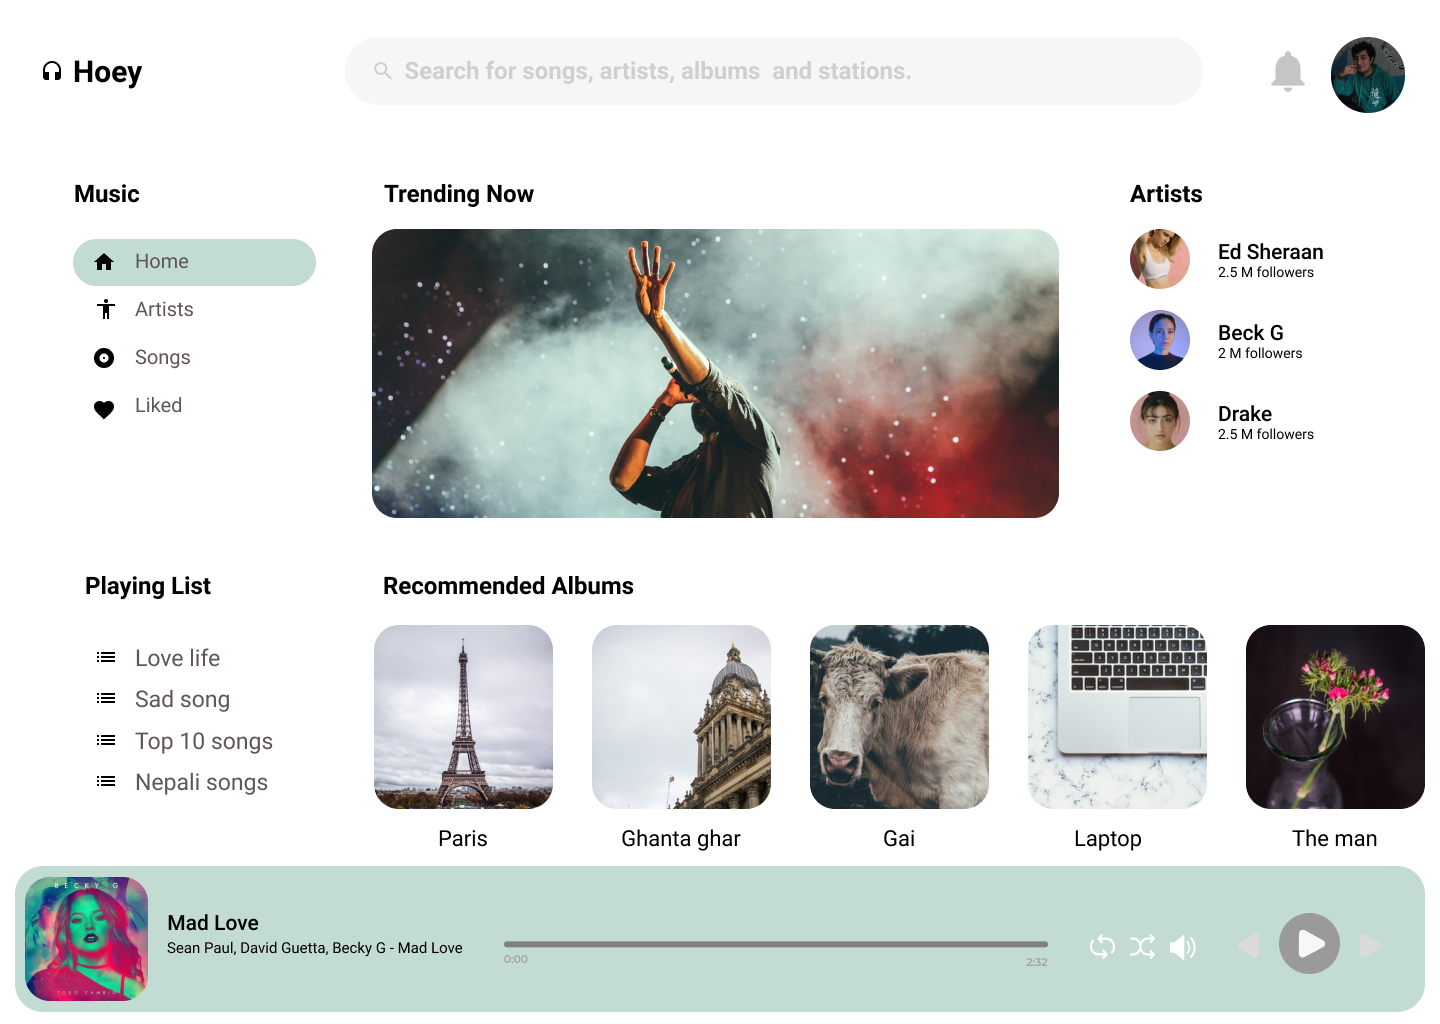 Hoey
Search for songs, artists, albums  and stations.
Music
Home
Artists
Songs
Liked
Trending Now
Artists
Ed Sheraan
2.5 M followers
Beck G
2 M followers
Drake
2.5 M followers
Playing List
Love life
Sad song
Top 10 songs
Nepali songs
Recommended Albums
Paris
Ghanta ghar
Gai
Laptop
The man
BECKY G
TODO CAMBIO
Mad Love
Sean Paul, David Guetta, Becky G - Mad Love
0:00
2:32